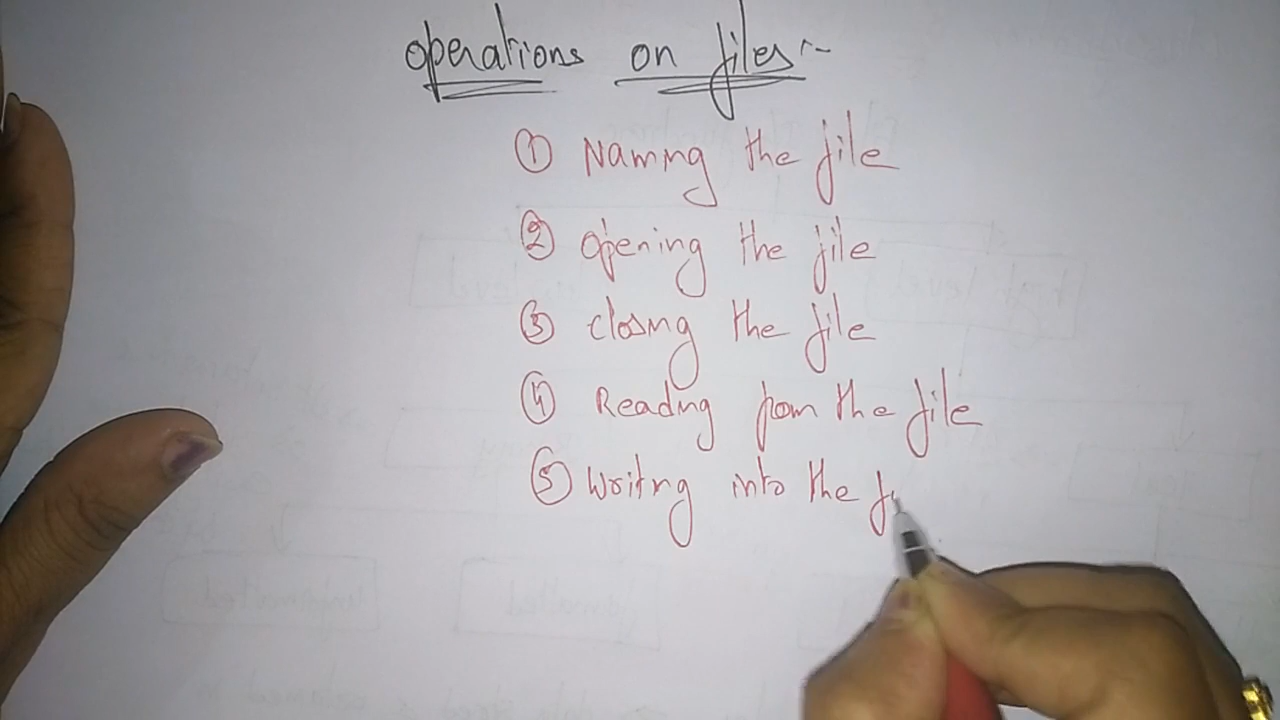 operations on files:-
① Naming the file
② opening the file
③ closing the file
④ Reading from the file
⑤ writing into the fi